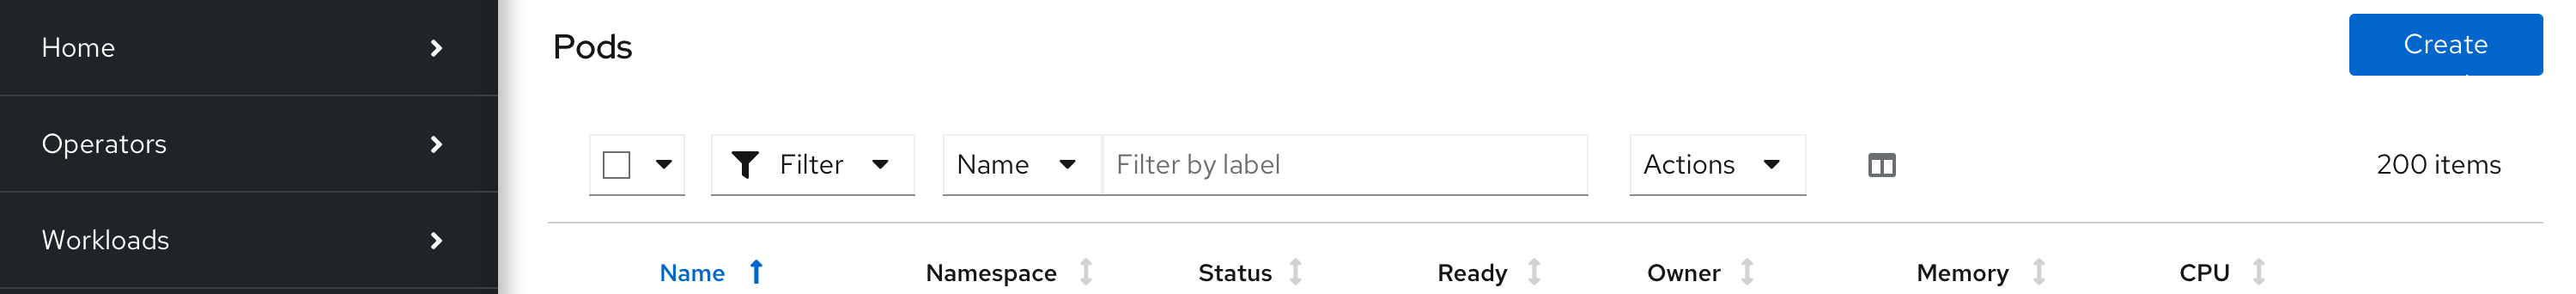 Home
Operators
Workloads
Pods
Create
Filter
Name
Filter by label
Actions
200 items
Name Namespace Status Ready Owner Memory CPU